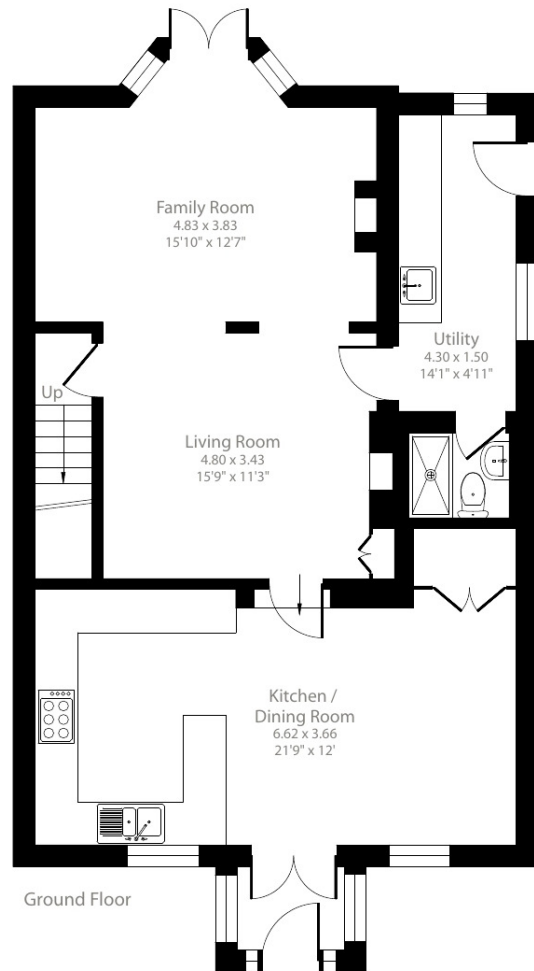 Family Room
4.83 x 3.83
15'10" x 12'7"
Utility
4.30 x 1.50
14'1" x 4'11"
Up
Living Room
4.80 x 3.43
15'9" x 11'3"
Kitchen /
Dining Room
6.62 x 3.66
21'9" x 12'
Ground Floor